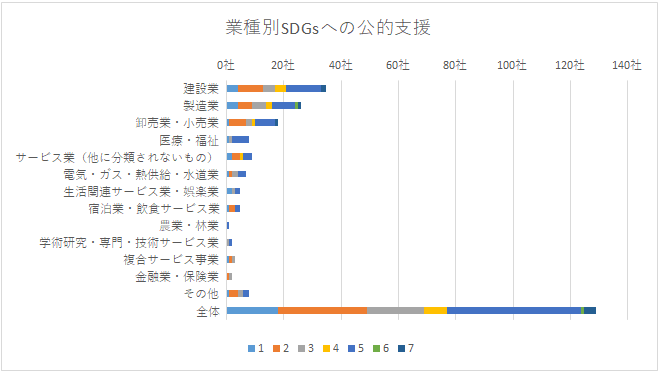 業種別SDGsへの公的支援
0社 20社 40社 60社 80社 100社 120社 140社
建設業
製造業
卸売業・小売業
医療・福祉
サービス業（他に分類されないもの）
電気・ガス・熱供給・水道業
生活関連サービス業・娯楽業
宿泊業・飲食サービス業
農業・林業
学術研究・専門・技術サービス業
複合サービス事業
金融業・保険業
その他
全体
1 2 3 4 5 6 7